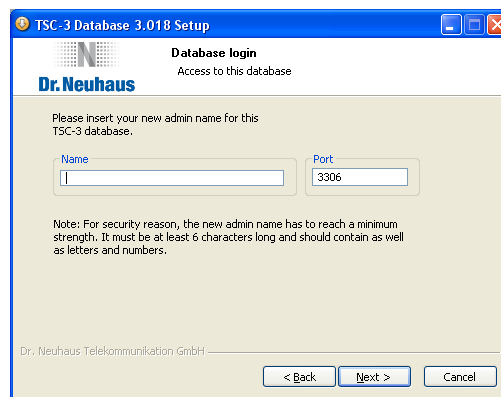 TSC-3 Database 3.018 Setup
N
Dr. Neuhaus
Database login
Access to this database
Please insert your new admin name for this
TSC-3 database.
Name
Port
3306
Note: For security reason, the new admin name has to reach a minimum
strength. It must be at least 6 characters long and should contain as well
as letters and numbers.
Dr. Neuhaus Telekommunikation GmbH
< Back
Next >
Cancel